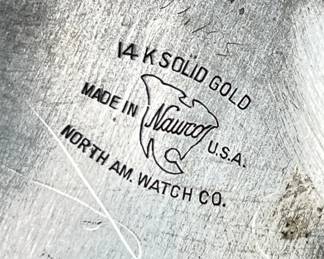 14 K SOLID GOLD
MADE IN Nawco U.S.A.
NORTH AM. WATCH CO.